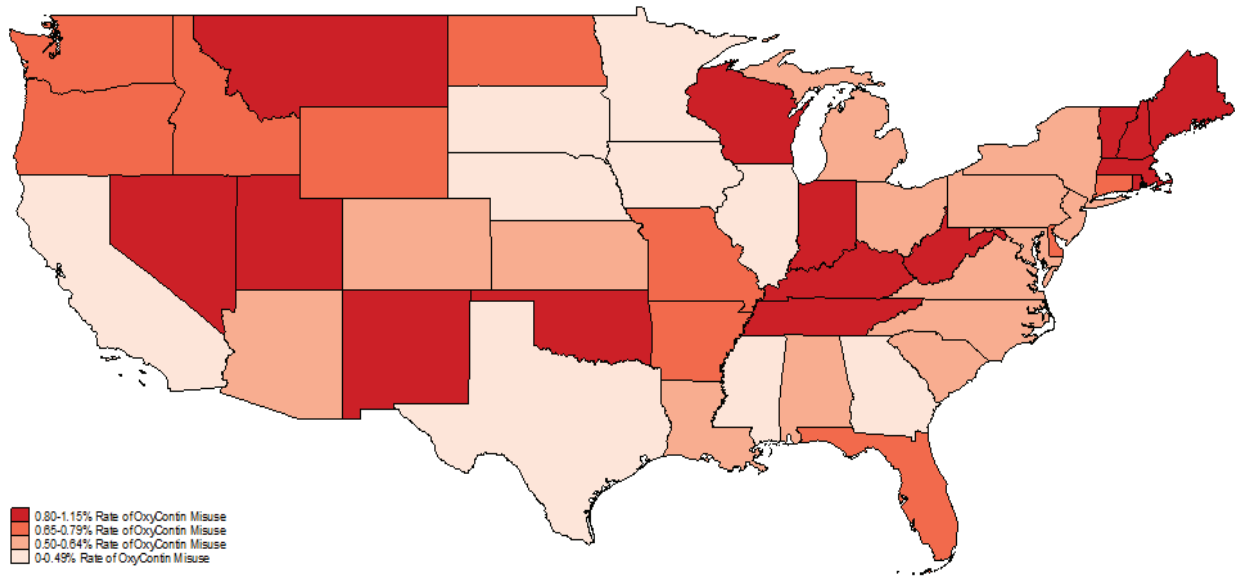 0.80-1.15% Rate of OxyContin Misuse
0.65-0.79% Rate of OxyContin Misuse
0.50-0.64% Rate of OxyContin Misuse
0-0.49% Rate of OxyContin Misuse